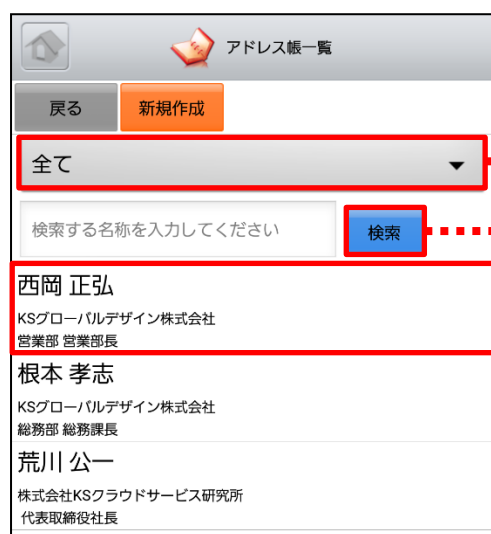 アドレス帳一覧
戻る 新規作成
全て
検索する名称を入力してください 検索
西岡 正弘
KSグローバルデザイン株式会社
営業部 営業部長
根本 孝志
KSグローバルデザイン株式会社
総務部 総務課長
荒川 公一
株式会社KSクラウドサービス研究所
代表取締役社長